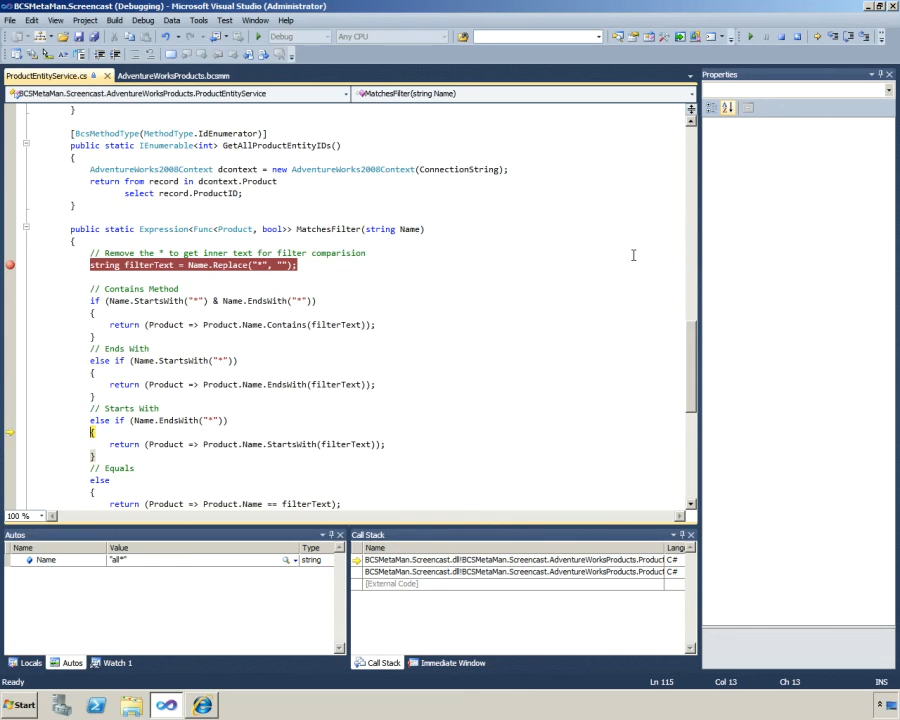 BCSMetaMan.Screencast (Debugging) - Microsoft Visual Studio (Administrator)
File Edit View Project Build Debug Data Tools Test Window Help
Debug Any CPU
ProductEntityService.cs AdventureWorksProducts.bcsmm
Properties
BCSMetaMan.Screencast.AdventureWorksProducts.ProductEntityService MatchesFilter(string Name)
}
[BcsMethodType(MethodType.IdEnumerator)]
public static IEnumerable<int> GetAllProductEntityIDs()
{
AdventureWorks2008Context dcontext = new AdventureWorks2008Context(ConnectionString);
return from record in dcontext.Product
select record.ProductID;
}
public static Expression<Func<Product, bool>> MatchesFilter(string Name)
{
// Remove the * to get inner text for filter comparision
string filterText = Name.Replace("*", "");
// Contains Method
if (Name.StartsWith("*") & Name.EndsWith("*"))
{
return (Product => Product.Name.Contains(filterText));
}
// Ends With
else if (Name.StartsWith("*"))
{
return (Product => Product.Name.EndsWith(filterText));
}
// Starts With
else if (Name.EndsWith("*"))
{
return (Product => Product.Name.StartsWith(filterText));
}
// Equals
else
{
return (Product => Product.Name == filterText);
100 %
Autos
Name Value Type
Name "all*" string
Call Stack
Name Lang
BCSMetaMan.Screencast.dll!BCSMetaMan.Screencast.AdventureWorksProducts.Product C#
BCSMetaMan.Screencast.dll!BCSMetaMan.Screencast.AdventureWorksProducts.Product C#
[External Code]
Locals Autos Watch 1
Call Stack Immediate Window
Ready Ln 115 Col 13 Ch 13 INS
Start